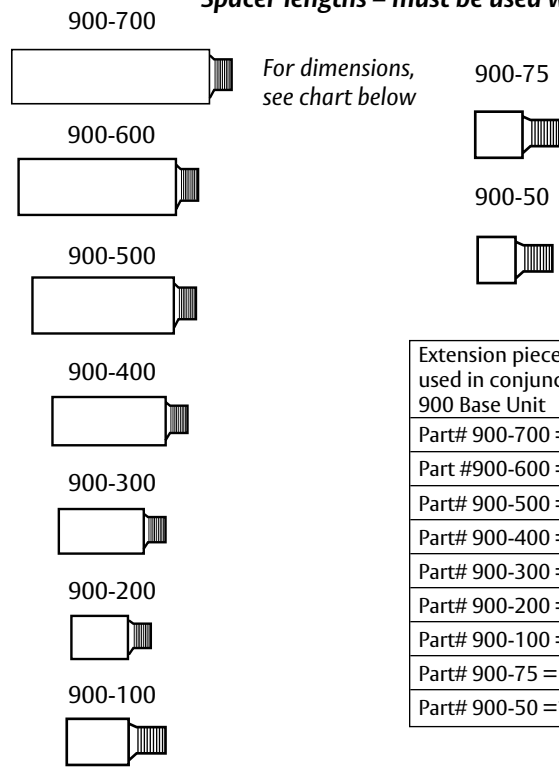 Spacer lengths – must be used w
900-700
For dimensions,
see chart below
900-600
900-500
900-400
900-300
900-200
900-100
900-75
900-50
Extension piece
used in conjunc
900 Base Unit
Part# 900-700 =
Part #900-600 =
Part# 900-500 =
Part# 900-400 =
Part# 900-300 =
Part# 900-200 =
Part# 900-100 =
Part# 900-75 =
Part# 900-50 =